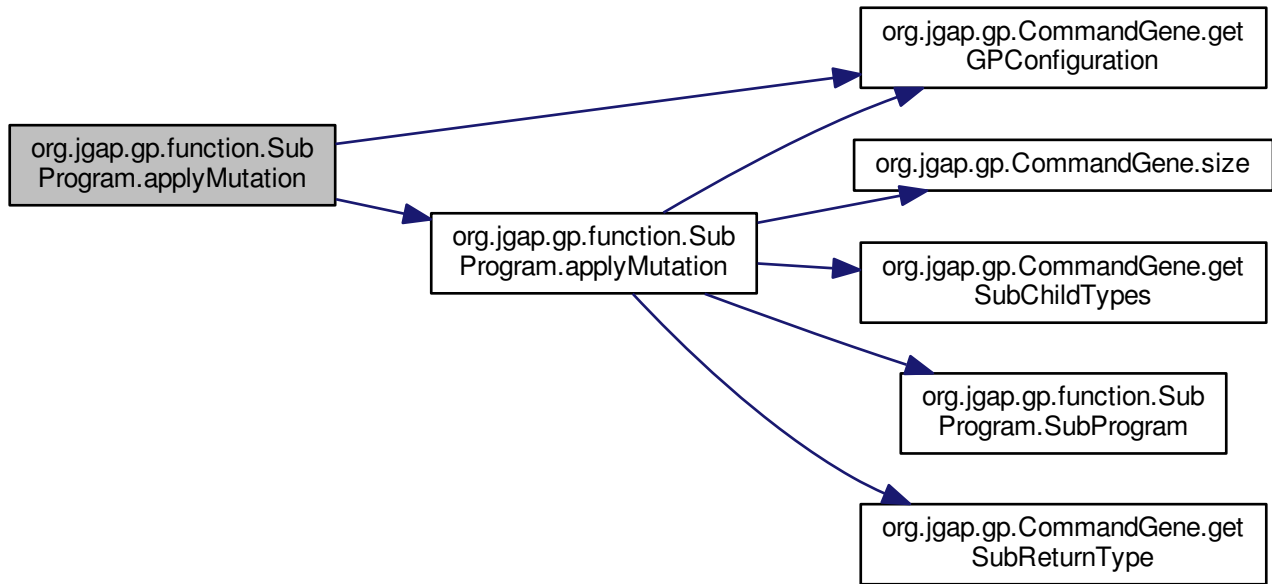 org.jgap.gp.function.Sub
Program.applyMutation
org.jgap.gp.function.Sub
Program.applyMutation
org.jgap.gp.CommandGene.get
GPConfiguration
org.jgap.gp.CommandGene.size
org.jgap.gp.CommandGene.get
SubChildTypes
org.jgap.gp.function.Sub
Program.SubProgram
org.jgap.gp.CommandGene.get
SubReturnType